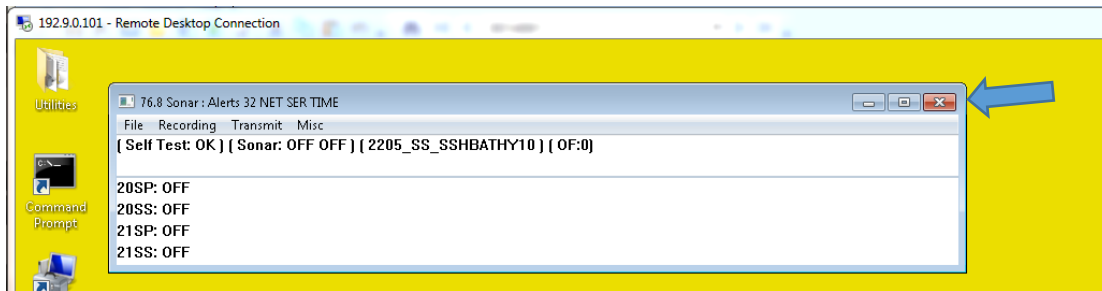 192.9.0.101 - Remote Desktop Connection
Utilities
76.8 Sonar : Alerts 32 NET SER TIME
File Recording Transmit Misc
( Self Test: OK ) ( Sonar: OFF OFF ) ( 2205_SS_SSHBATHY10 ) ( OF:0)
20SP: OFF
20SS: OFF
21SP: OFF
21SS: OFF
C:\_
Command
Prompt